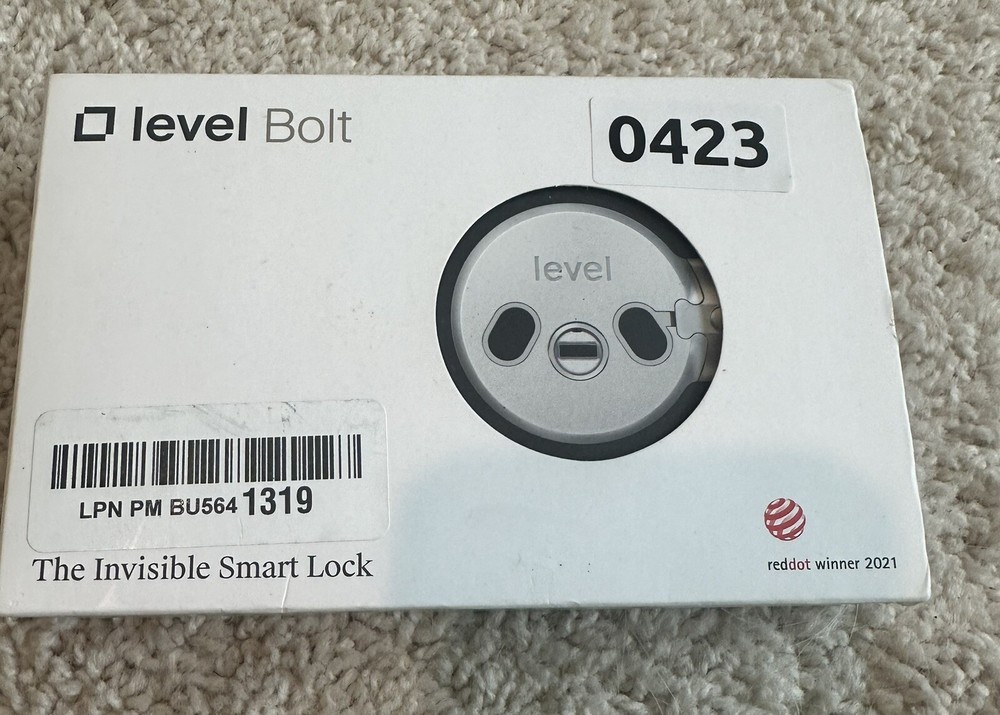 level Bolt
0423
level
LPN PM BU564 1319
The Invisible Smart Lock
reddot winner 2021